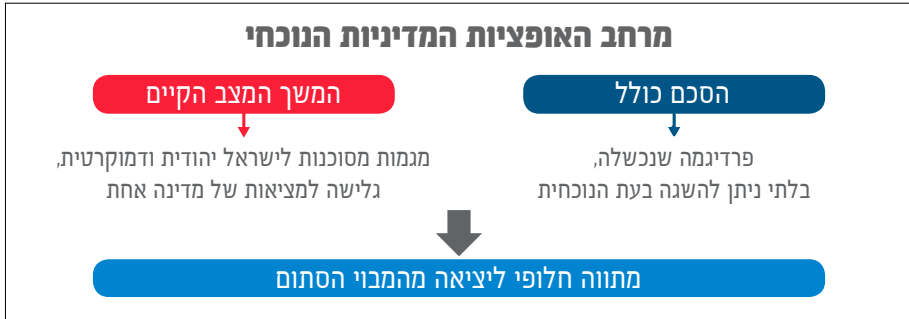 מרחב האופציות המדיניות הנוכחי
הסכם כולל
פרדיגמה שנכשלה,
בלתי ניתן להשגה בעת הנוכחית
המשך המצב הקיים
מגמות מסוכנות לישראל יהודית ודמוקרטית,
גלישה למציאות של מדינה אחת
מתווה חלופי ליציאה מהמבוי הסתום